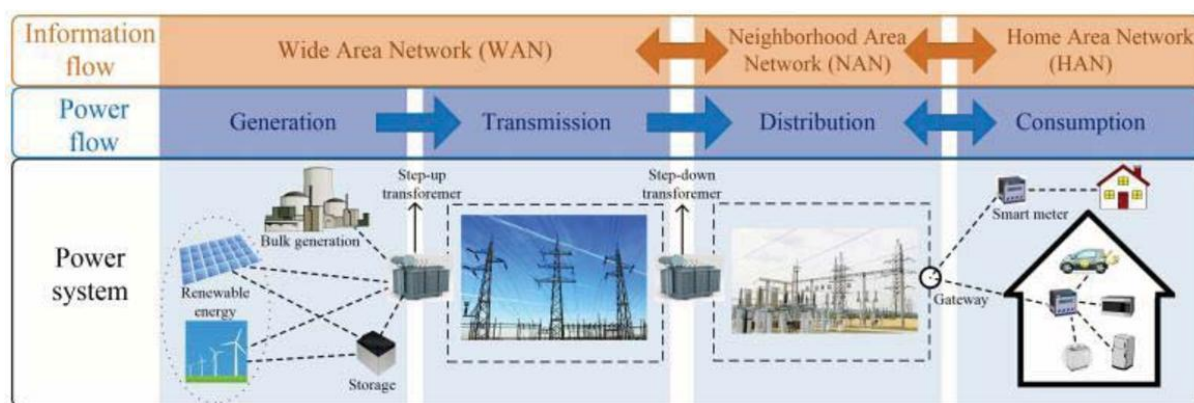 Information
flow
Wide Area Network (WAN)
Neighborhood Area
Network (NAN)
Home Area Network
(HAN)
Power
flow
Generation
Transmission
Distribution
Consumption
Power
system
Bulk generation
Renewable
energy
Storage
Step-up
transforemer
Step-down
transforemer
Gateway
Smart meter